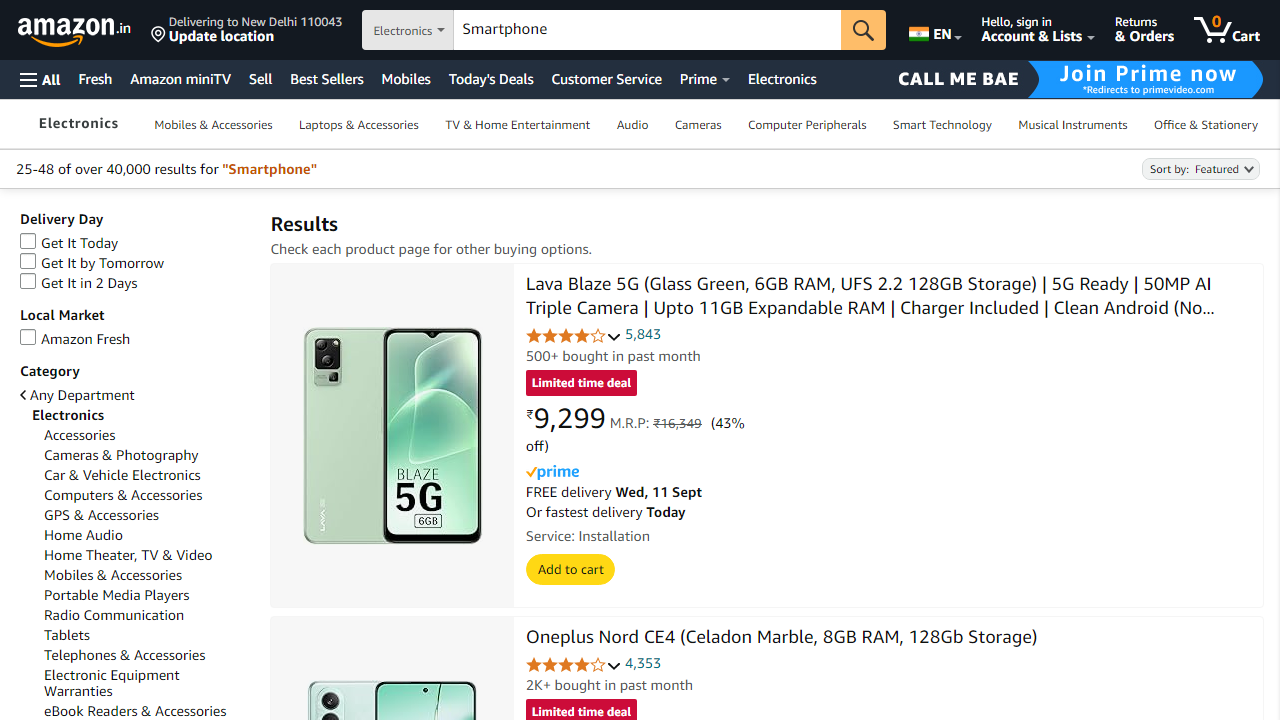 amazon.in
Delivering to New Delhi 110043
Update location
Electronics
Smartphone
EN
Hello, sign in
Account & Lists
Returns
& Orders
0
Cart
All
Fresh
Amazon miniTV
Sell
Best Sellers
Mobiles
Today's Deals
Customer Service
Prime
Electronics
CALL ME BAE
Join Prime now
*Redirects to primevideo.com
Electronics
Mobiles & Accessories
Laptops & Accessories
TV & Home Entertainment
Audio
Cameras
Computer Peripherals
Smart Technology
Musical Instruments
Office & Stationery
25-48 of over 40,000 results for "Smartphone"
Sort by: Featured
Delivery Day
Get It Today
Get It by Tomorrow
Get It in 2 Days
Local Market
Amazon Fresh
Category
Any Department
Electronics
Accessories
Cameras & Photography
Car & Vehicle Electronics
Computers & Accessories
GPS & Accessories
Home Audio
Home Theater, TV & Video
Mobiles & Accessories
Portable Media Players
Radio Communication
Tablets
Telephones & Accessories
Electronic Equipment
Warranties
eBook Readers & Accessories
Results
Check each product page for other buying options.
BLAZE
5G
6GB
LAVA
Lava Blaze 5G (Glass Green, 6GB RAM, UFS 2.2 128GB Storage) | 5G Ready | 50MP AI
Triple Camera | Upto 11GB Expandable RAM | Charger Included | Clean Android (No...
5,843
500+ bought in past month
Limited time deal
₹9,299 M.R.P: ₹16,349 (43%
off)
prime
FREE delivery Wed, 11 Sept
Or fastest delivery Today
Service: Installation
Add to cart
Oneplus Nord CE4 (Celadon Marble, 8GB RAM, 128Gb Storage)
4,353
2K+ bought in past month
Limited time deal